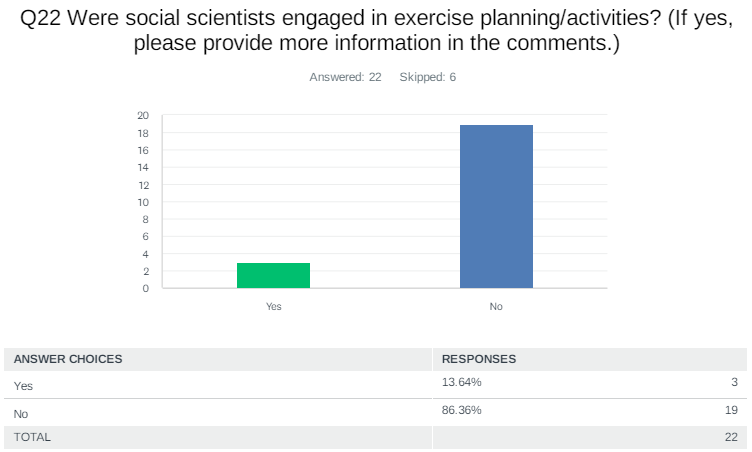 Q22 Were social scientists engaged in exercise planning/activities? (If yes,
please provide more information in the comments.)
Answered: 22 Skipped: 6
20
18
16
14
12
10
8
6
4
2
0
Yes No
ANSWER CHOICES RESPONSES
Yes 13.64% 3
No 86.36% 19
TOTAL 22